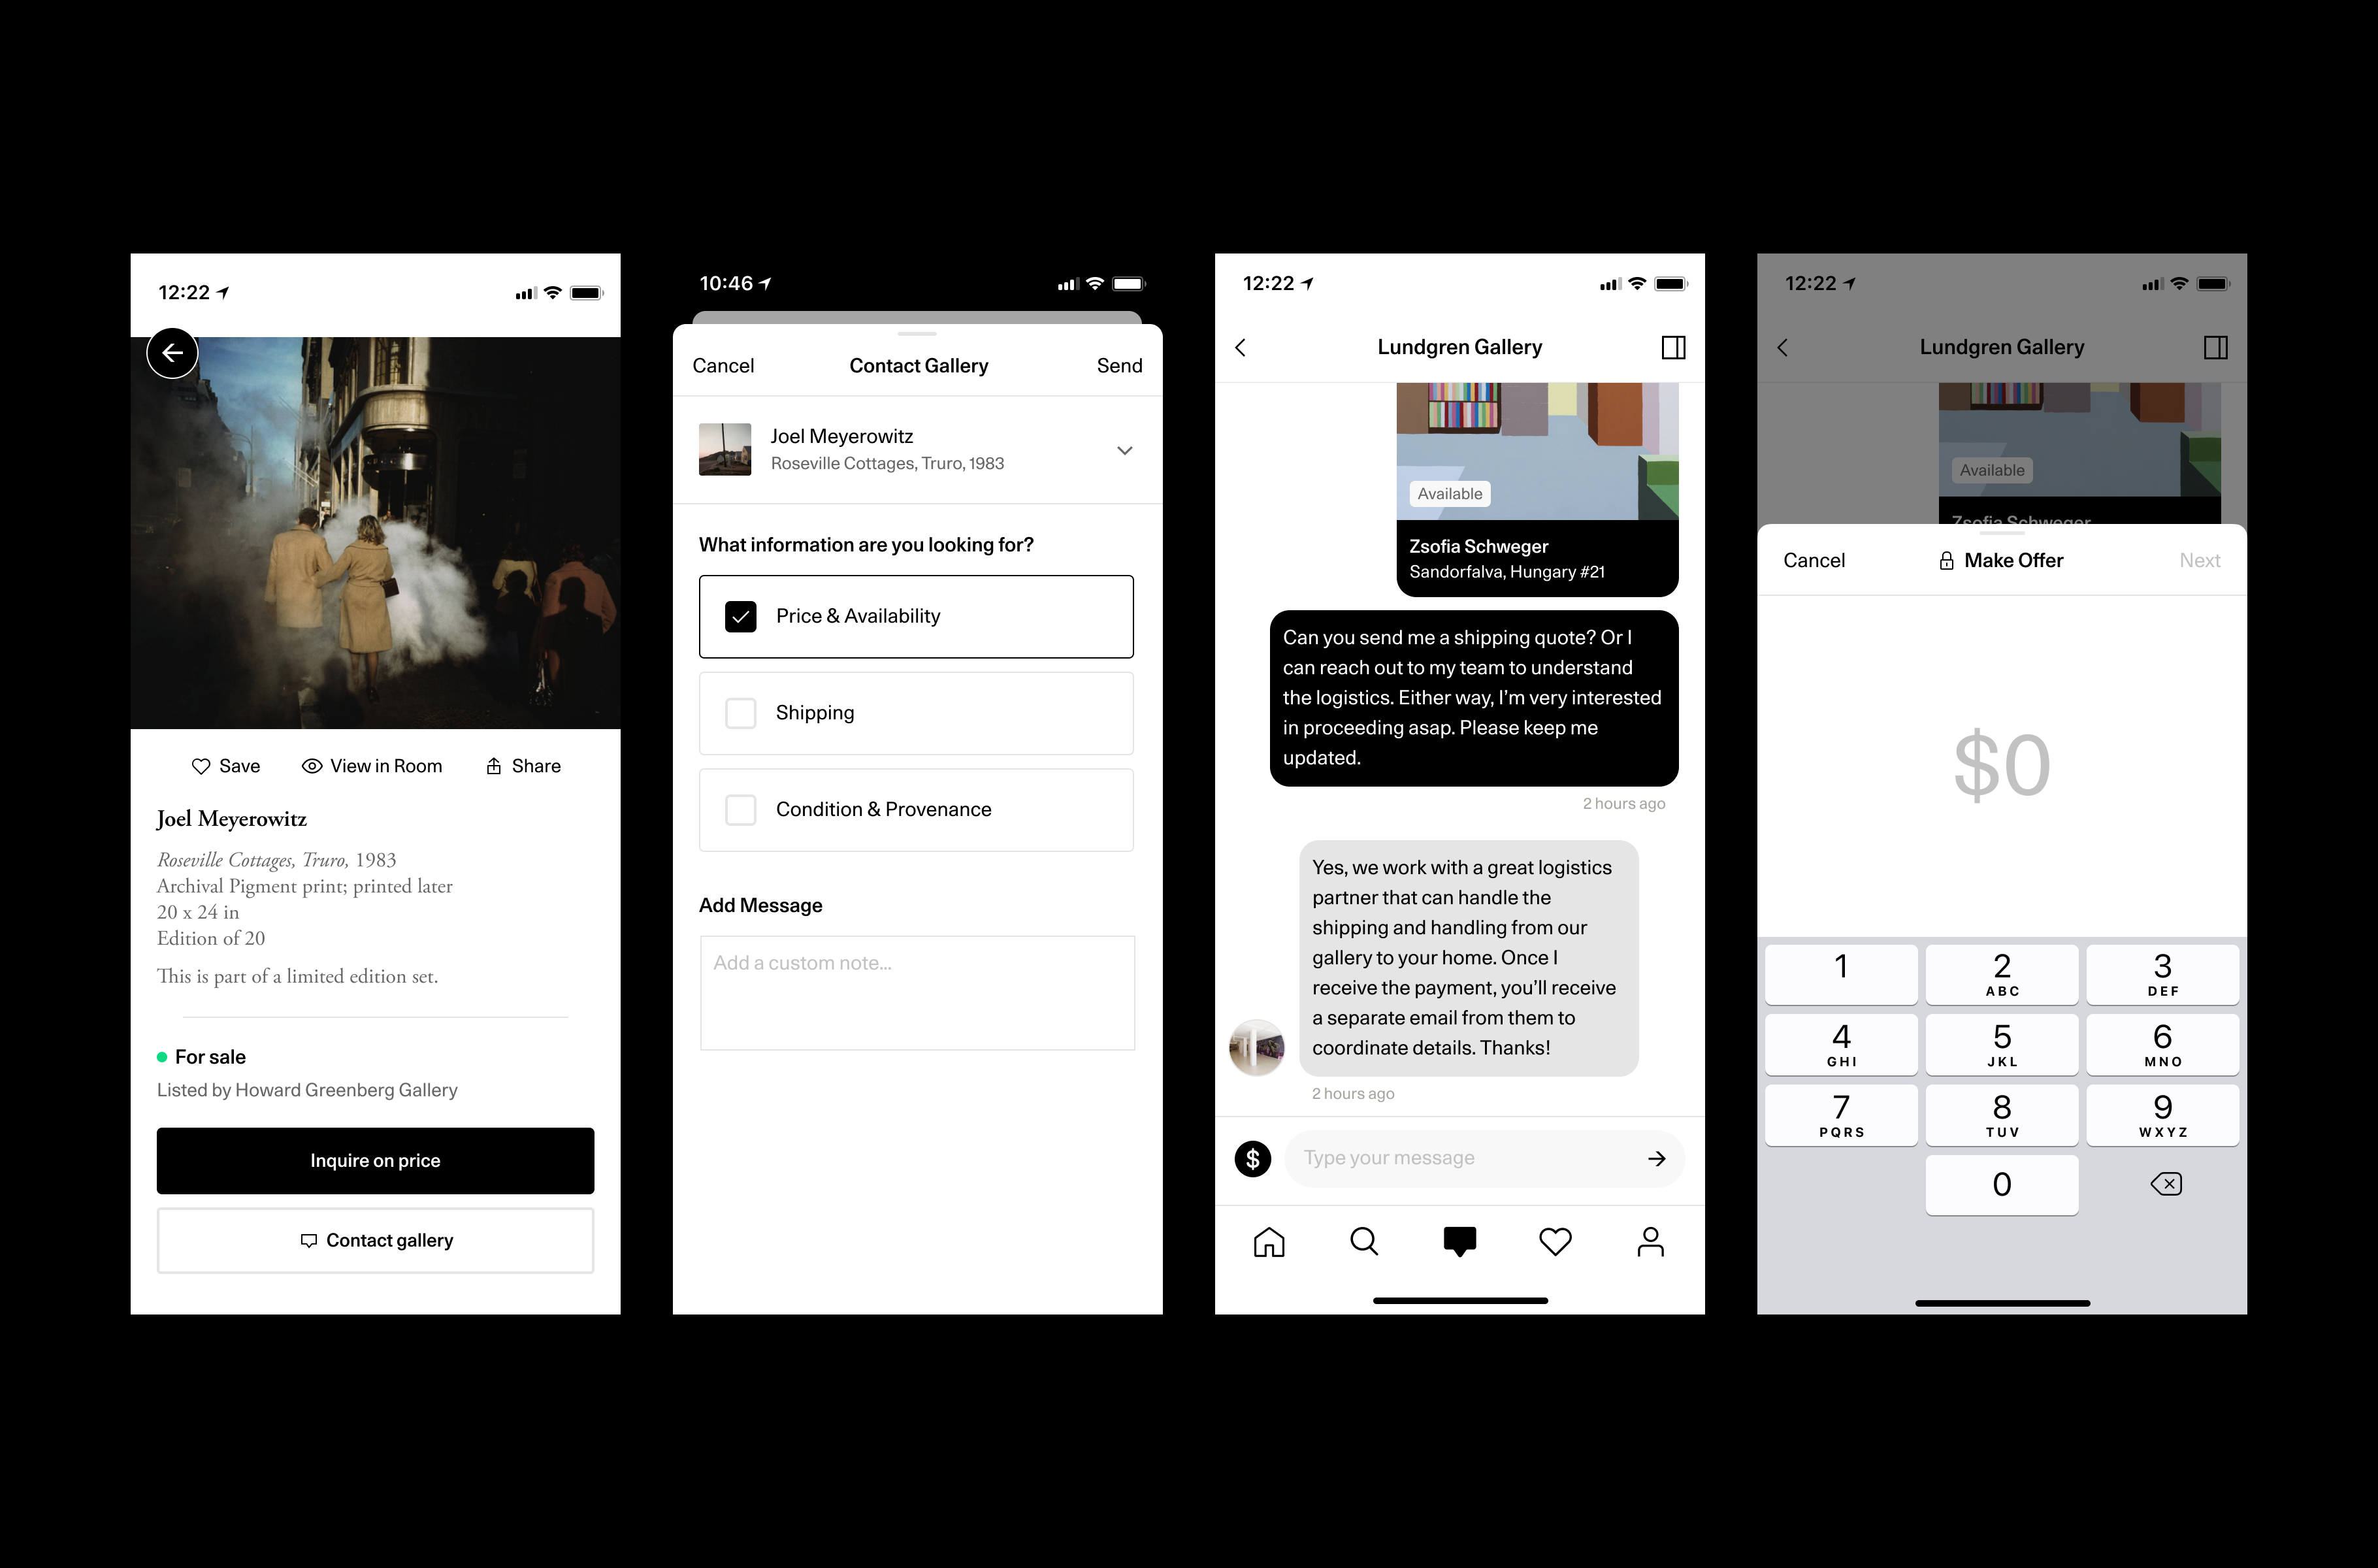 12:22
Save
View in Room
Share
Joel Meyerowitz
Roseville Cottages, Truro, 1983
Archival Pigment print; printed later
20 x 24 in
Edition of 20
This is part of a limited edition set.
For sale
Listed by Howard Greenberg Gallery
Inquire on price
Contact gallery
10:46
Cancel
Contact Gallery
Send
Joel Meyerowitz
Roseville Cottages, Truro, 1983
What information are you looking for?
Price & Availability
Shipping
Condition & Provenance
Add Message
Add a custom note...
12:22
Lundgren Gallery
Available
Zsofia Schweger
Sandorfalva, Hungary #21
Can you send me a shipping quote? Or I
can reach out to my team to understand
the logistics. Either way, I’m very interested
in proceeding asap. Please keep me
updated.
2 hours ago
Yes, we work with a great logistics
partner that can handle the
shipping and handling from our
gallery to your home. Once I
receive the payment, you’ll receive
a separate email from them to
coordinate details. Thanks!
2 hours ago
$
Type your message
12:22
Lundgren Gallery
Available
Zsofia Schweger
Cancel
Make Offer
Next
$0
1
2
ABC
3
DEF
4
GHI
5
JKL
6
MNO
7
PQRS
8
TUV
9
WXYZ
0